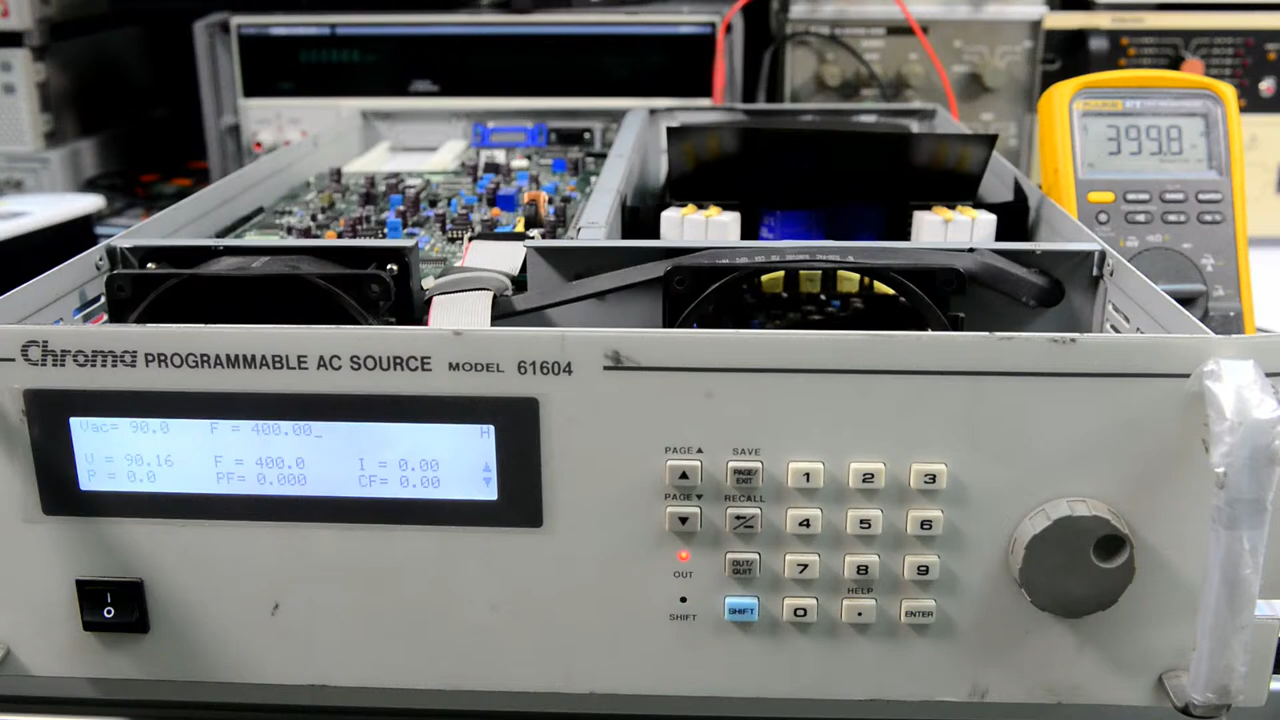 FLUKE
399.8
Chroma PROGRAMMABLE AC SOURCE MODEL 61604
Vac= 90.0 F = 400.00_ H
V = 90.16 F = 400.0 I = 0.00
P = 0.0 PF= 0.000 CF= 0.00
PAGE▲ SAVE
▲ PAGE/EXIT 1 2 3
PAGE▼ RECALL
▼ 4 5 6
OUT/QUIT 7 8 9
OUT
HELP
SHIFT 0 . ENTER
SHIFT
I
O